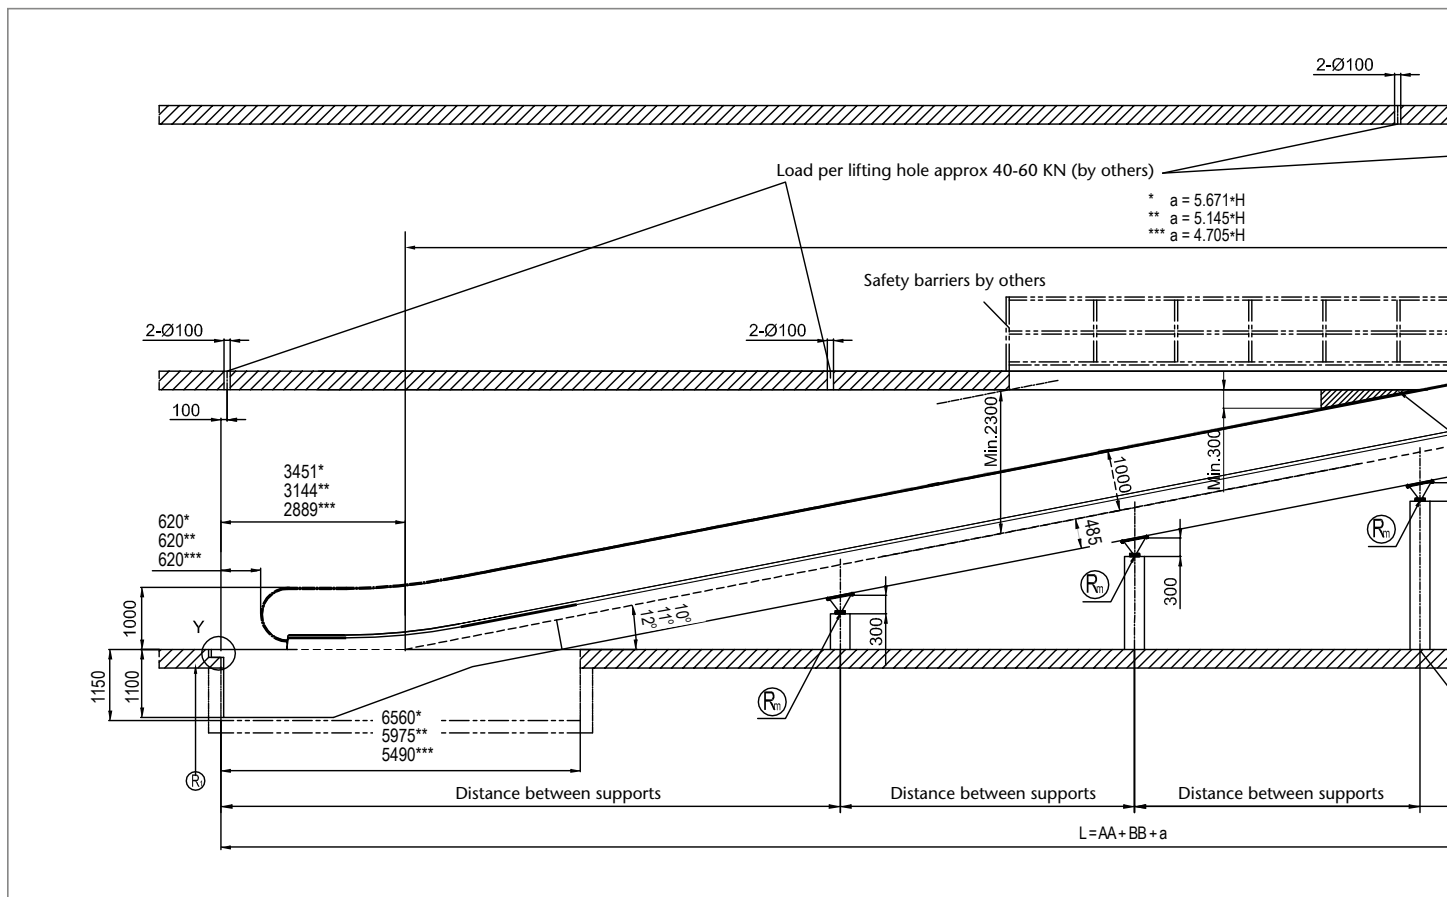 2-Ø100
Load per lifting hole approx 40-60 KN (by others)
* a = 5.671*H
** a = 5.145*H
*** a = 4.705*H
Safety barriers by others
2-Ø100
2-Ø100
100
Min.2300
Min.300
3451*
3144**
2889***
1000
620*
620**
620***
485
Rm
Rm
300
1000
10°
11°
12°
300
Y
1150
1100
Rm
6560*
5975**
5490***
R1
Distance between supports
Distance between supports
Distance between supports
L=AA+BB+a